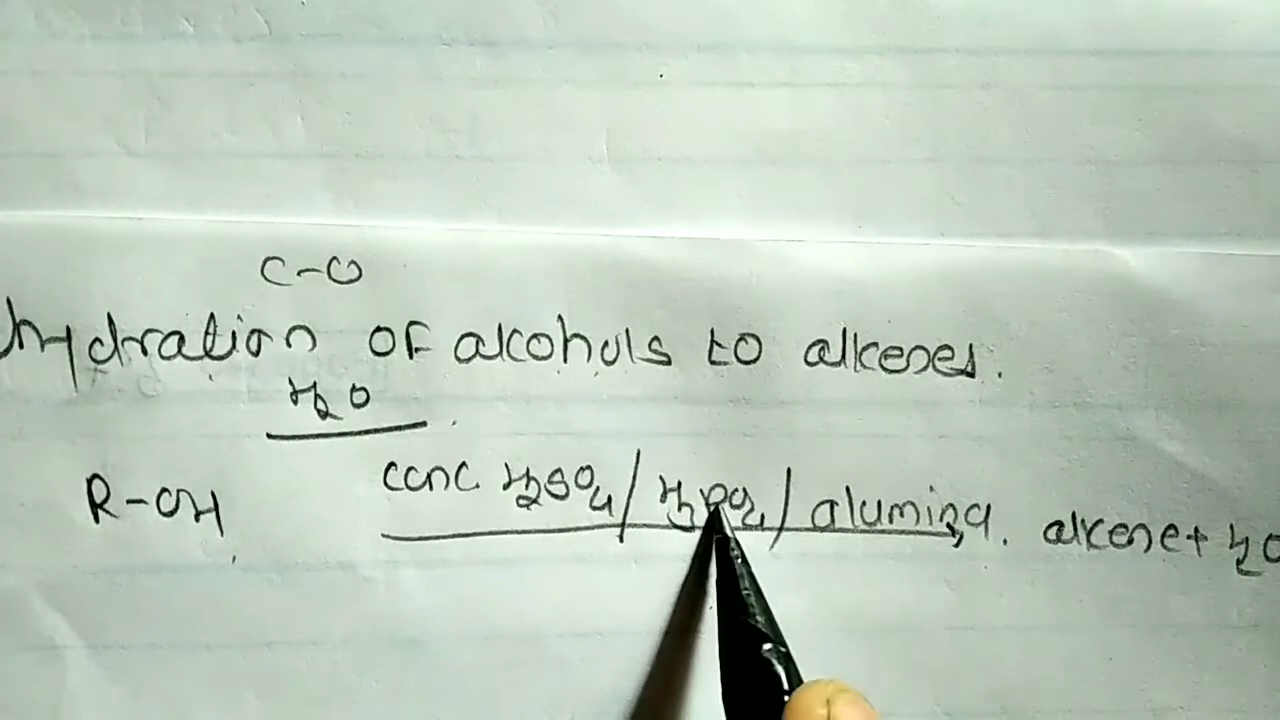 C-O
hydration of alcohols to alkenes.
H₂O
R-OH conc H₂SO₄/ H₃PO₄/ alumina. alkene+ H₂O